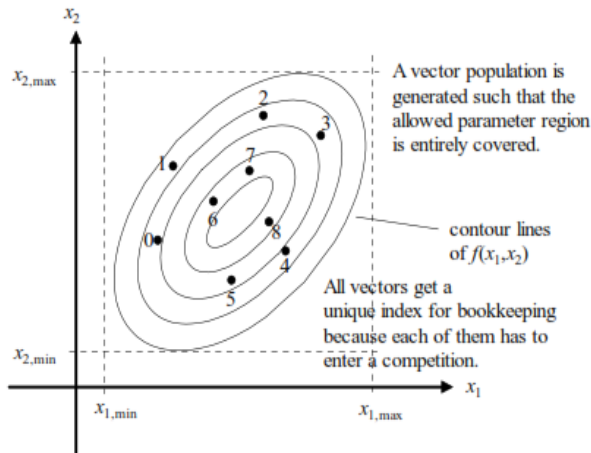 x2
x2,max
A vector population is
generated such that the
allowed parameter region
is entirely covered.
2
3
1
7
6
0
8
4
5
contour lines
of f(x1,x2)
All vectors get a
unique index for bookkeeping
because each of them has to
enter a competition.
x2,min
x1
x1,min
x1,max